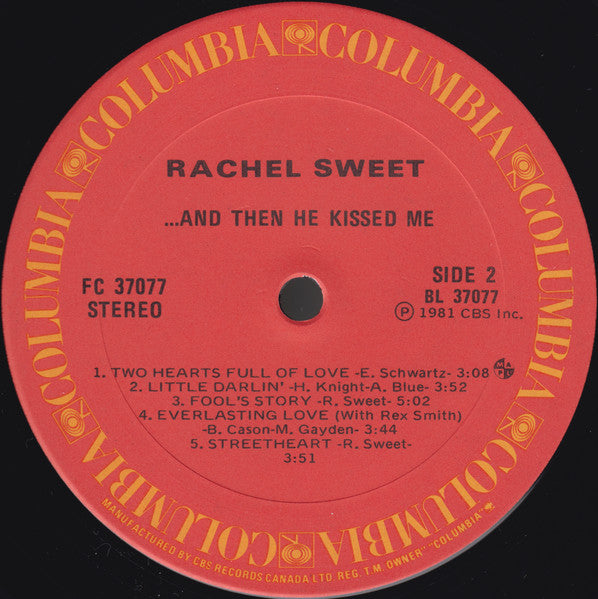 COLUMBIA COLUMBIA COLUMBIA COLUMBIA COLUMBIA COLUMBIA
RACHEL SWEET
...AND THEN HE KISSED ME
FC 37077
STEREO
SIDE 2
BL 37077
Ⓟ 1981 CBS Inc.
1. TWO HEARTS FULL OF LOVE -E. Schwartz- 3:08
2. LITTLE DARLIN' -H. Knight-A. Blue- 3:52
3. FOOL'S STORY -R. Sweet- 5:02
4. EVERLASTING LOVE (With Rex Smith)
-B. Cason-M. Gayden- 3:44
5. STREETHEART -R. Sweet-
3:51
MANUFACTURED BY CBS RECORDS CANADA LTD REG. T.M. OWNER "COLUMBIA"